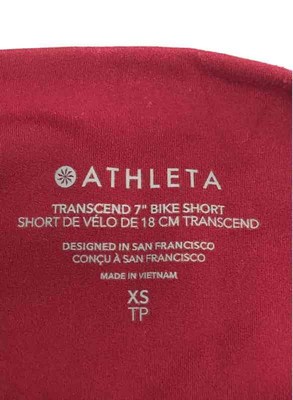 ATHLETA
TRANSCEND 7" BIKE SHORT
SHORT DE VÉLO DE 18 CM TRANSCEND
DESIGNED IN SAN FRANCISCO
CONÇU À SAN FRANCISCO
MADE IN VIETNAM
XS
TP